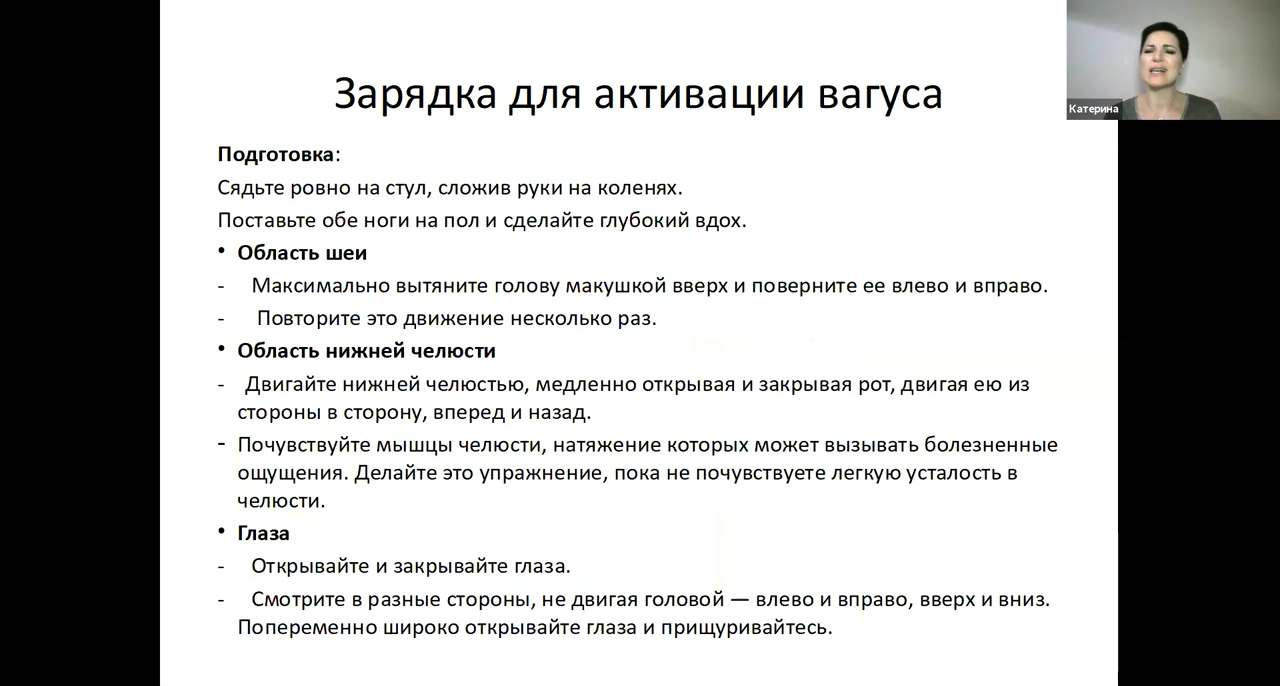 Зарядка для активации вагуса
Катерина
Подготовка:
Сядьте ровно на стул, сложив руки на коленях.
Поставьте обе ноги на пол и сделайте глубокий вдох.
• Область шеи
- Максимально вытяните голову макушкой вверх и поверните ее влево и вправо.
- Повторите это движение несколько раз.
• Область нижней челюсти
- Двигайте нижней челюстью, медленно открывая и закрывая рот, двигая ею из
стороны в сторону, вперед и назад.
- Почувствуйте мышцы челюсти, натяжение которых может вызывать болезненные
ощущения. Делайте это упражнение, пока не почувствуете легкую усталость в
челюсти.
• Глаза
- Открывайте и закрывайте глаза.
- Смотрите в разные стороны, не двигая головой — влево и вправо, вверх и вниз.
Попеременно широко открывайте глаза и прищуривайтесь.